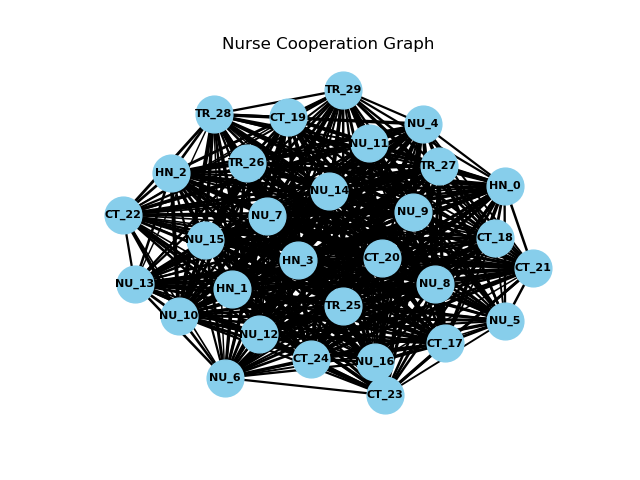 Nurse Cooperation Graph
TR_29
TR_28
CT_19
NU_4
NU_11
TR_26
TR_27
HN_2
HN_0
NU_14
NU_9
CT_22
NU_7
NU_15
CT_18
HN_3
CT_20
CT_21
NU_13
HN_1
NU_8
TR_25
NU_10
NU_5
NU_12
CT_17
CT_24
NU_16
NU_6
CT_23